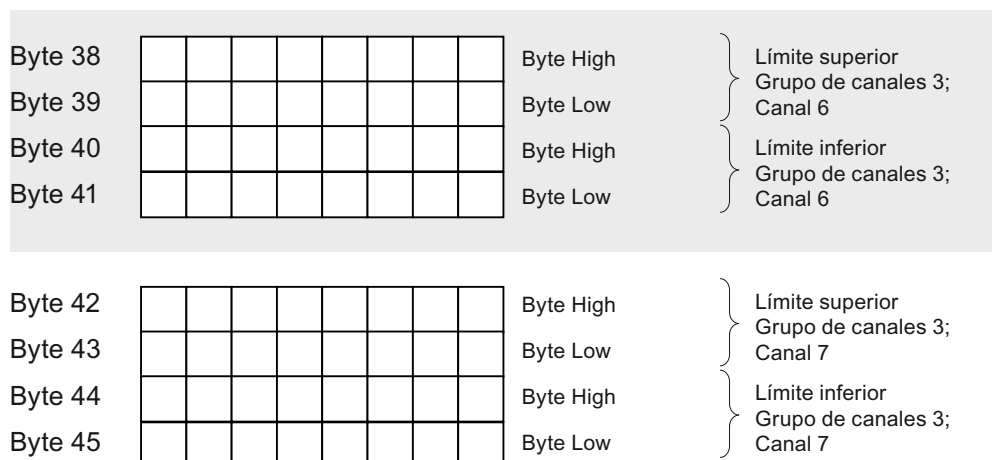 Byte 38
Byte High
Límite superior
Grupo de canales 3;
Canal 6
Byte 39
Byte Low
Byte 40
Byte High
Límite inferior
Grupo de canales 3;
Canal 6
Byte 41
Byte Low
Byte 42
Byte High
Límite superior
Grupo de canales 3;
Canal 7
Byte 43
Byte Low
Byte 44
Byte High
Límite inferior
Grupo de canales 3;
Canal 7
Byte 45
Byte Low